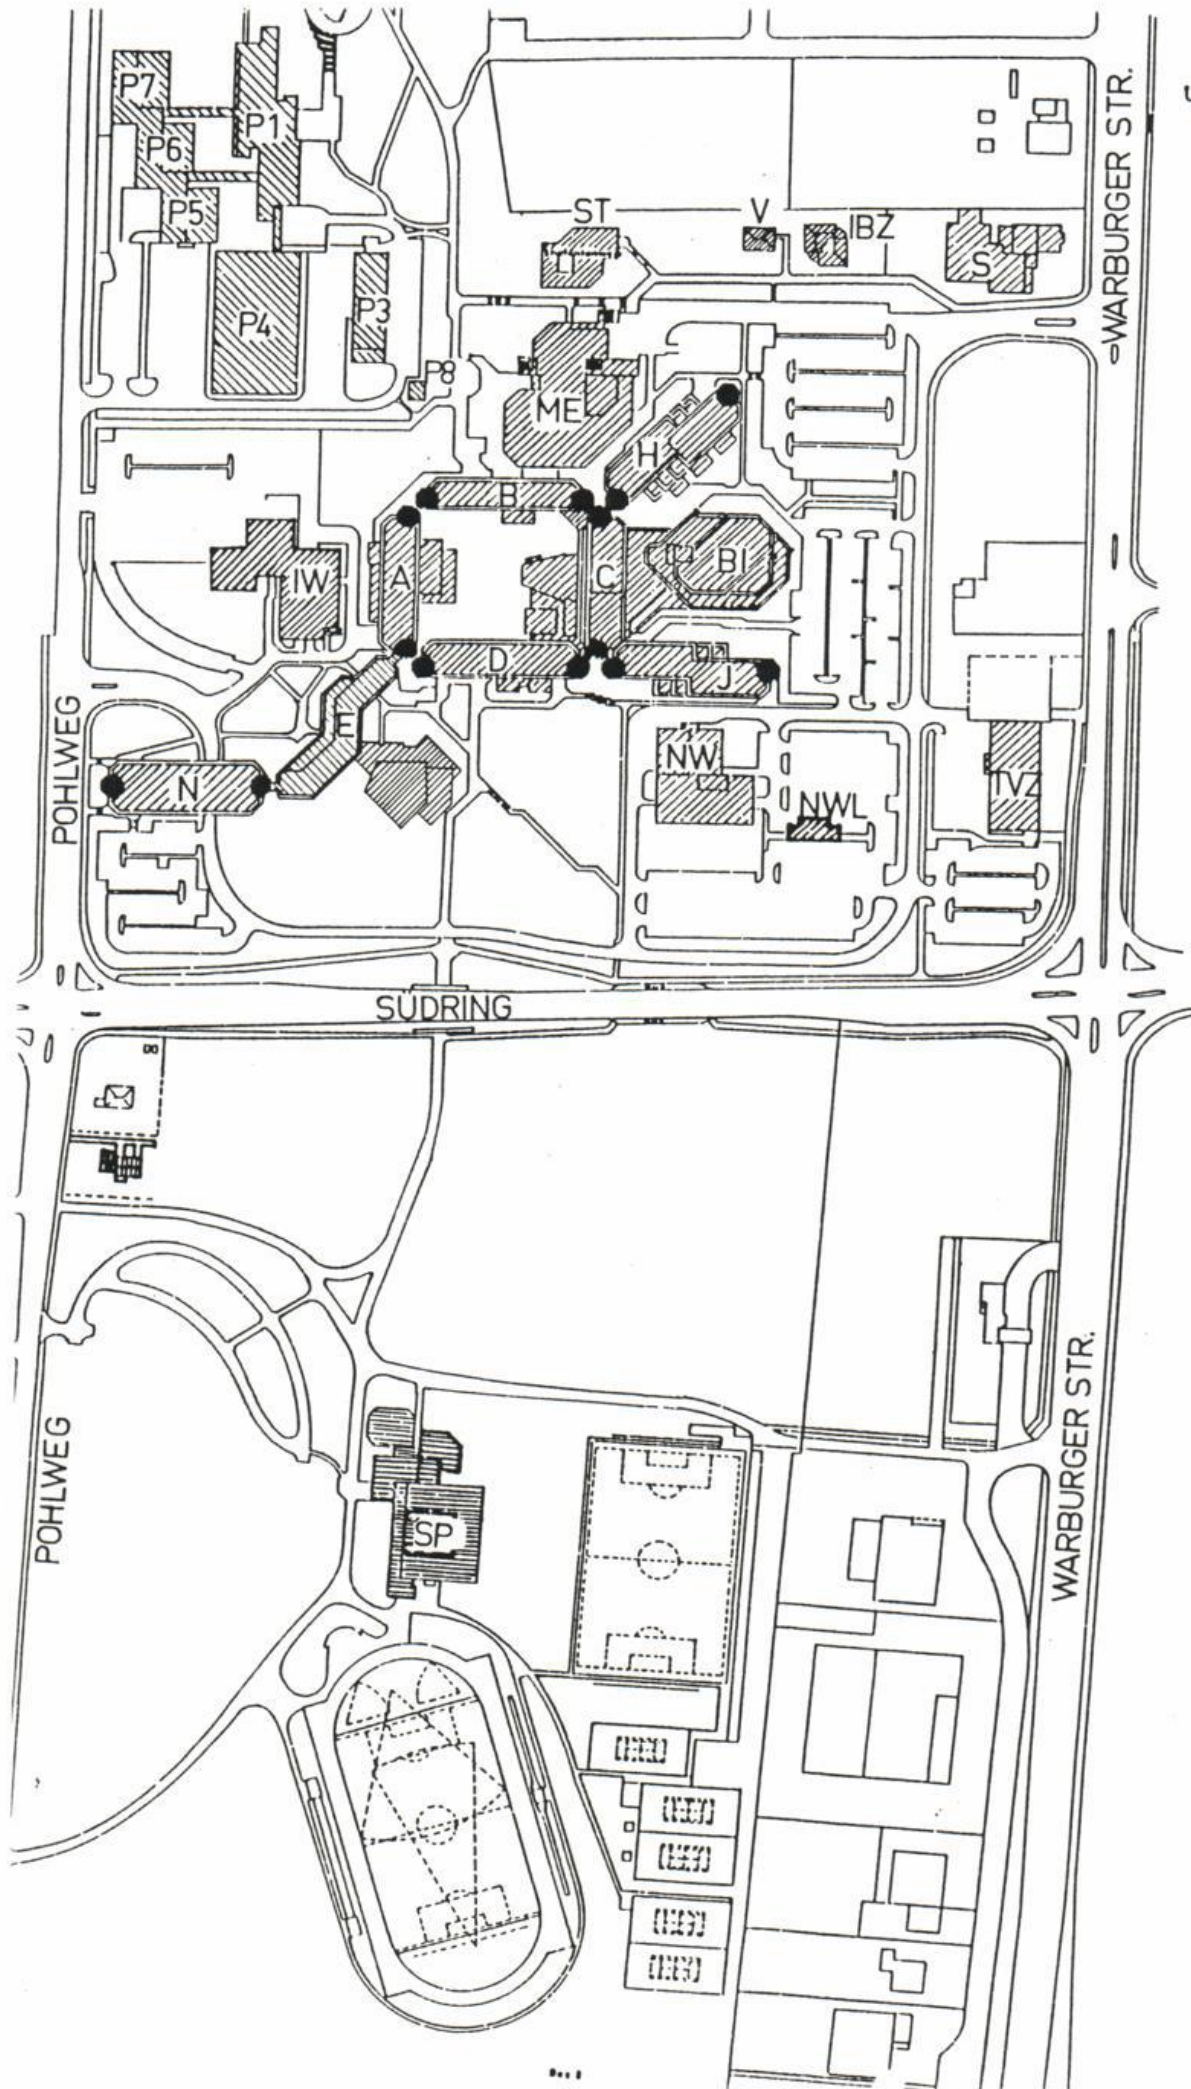 P7
P1
P6
P5
WARBURGER STR.
ST
V
IBZ
S
P4
P3
P8
ME
H
B
IW
A
C
BI
D
J
E
POHLWEG
N
NW
NWL
TVZ
SÜDRING
POHLWEG
WARBURGER STR.
SP